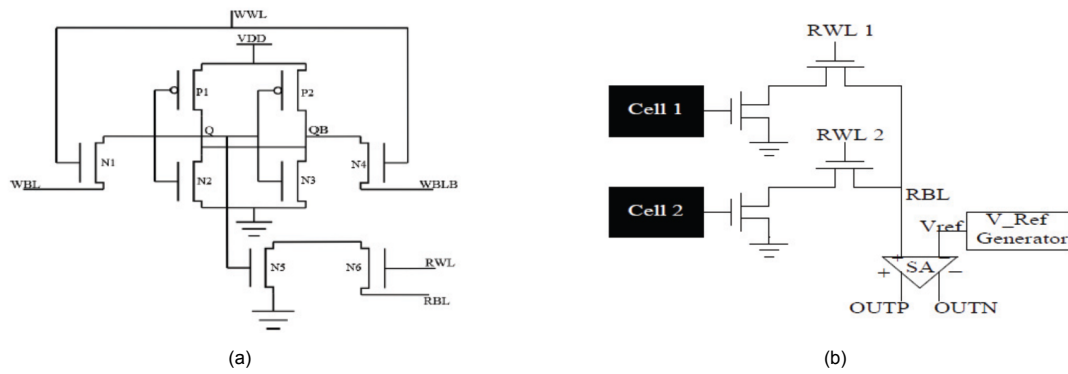 WWL
VDD
P1
P2
Q
QB
N1
N2
N3
N4
WBL
WBLB
N5
N6
RWL
RBL
(a)
RWL 1
Cell 1
RWL 2
Cell 2
RBL
Vref
V_Ref
Generator
+
-
+
SA
−
OUTP
OUTN
(b)